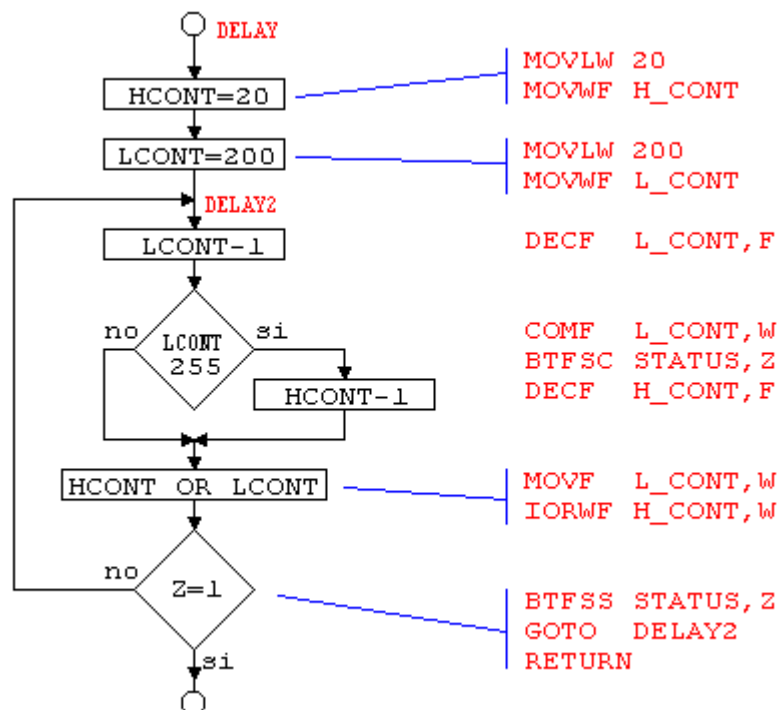 DELAY
HCONT=20
MOVLW 20
MOVWF H_CONT
LCONT=200
MOVLW 200
MOVWF L_CONT
DELAY2
LCONT-1
DECF L_CONT,F
no
LCONT
255
si
HCONT-1
COMF L_CONT,W
BTFSC STATUS,Z
DECF H_CONT,F
HCONT OR LCONT
MOVF L_CONT,W
IORWF H_CONT,W
no
Z=1
si
BTFSS STATUS,Z
GOTO DELAY2
RETURN